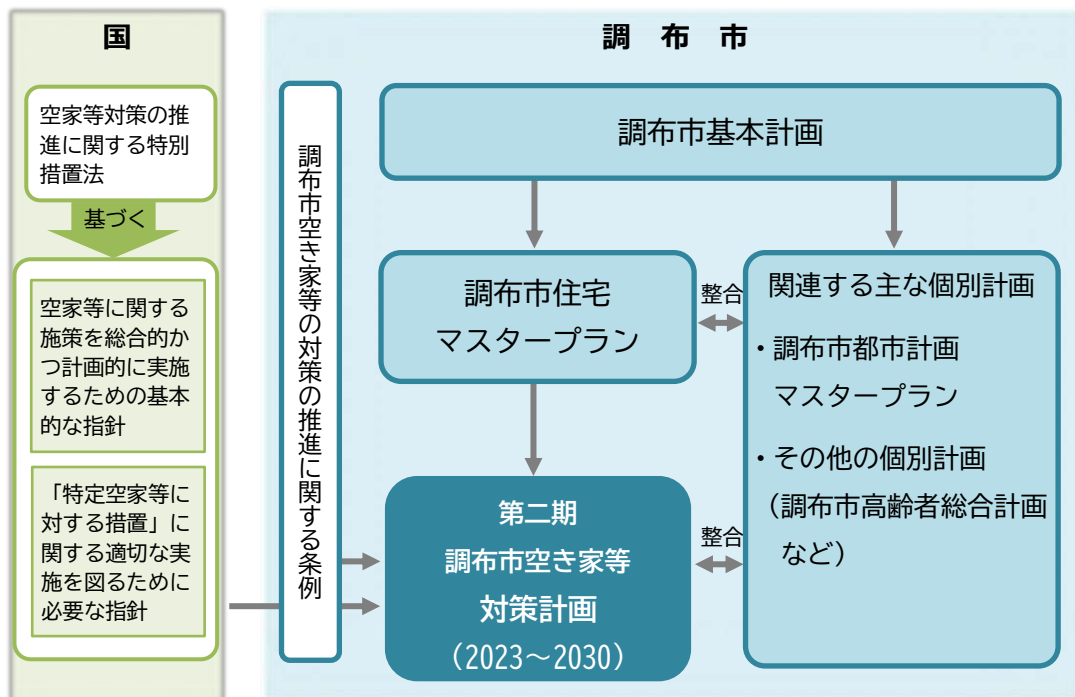 国
空家等対策の推
進に関する特別
措置法
基づく
空家等に関する
施策を総合的か
つ計画的に実施
するための基本
的な指針
「特定空家等に
対する措置」に
関する適切な実
施を図るために
必要な指針
調布市
調布市空き家等の対策の推進に関する条例
調布市基本計画
調布市住宅
マスタープラン
整合
関連する主な個別計画
・調布市都市計画
マスタープラン
・その他の個別計画
（調布市高齢者総合計画
など）
第二期
調布市空き家等
対策計画
（2023～2030）
整合